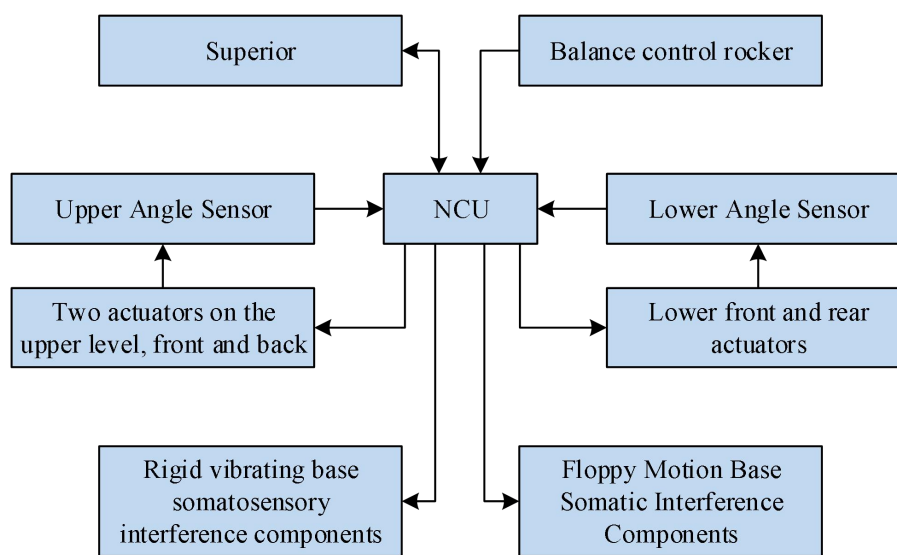 Superior
Balance control rocker
Upper Angle Sensor
NCU
Lower Angle Sensor
Two actuators on the
upper level, front and back
Lower front and rear
actuators
Rigid vibrating base
somatosensory
interference components
Floppy Motion Base
Somatic Interference
Components